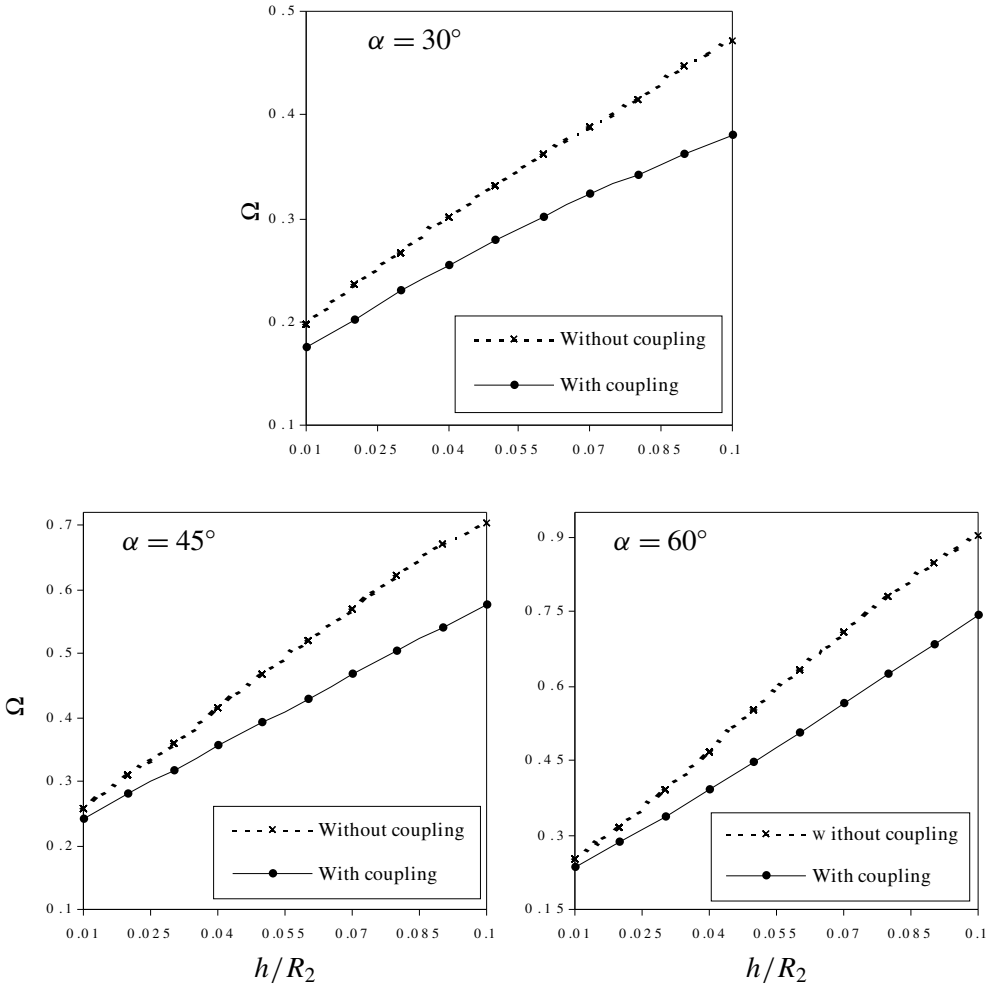 0.5
α = 30°
0.4
0.3
Ω
0.2
Without coupling
With coupling
0.1
0.01 0.025 0.04 0.055 0.07 0.085 0.1
0.7
α = 45°
0.6
0.5
Ω
0.4
0.3
0.2
Without coupling
With coupling
0.1
0.01 0.025 0.04 0.055 0.07 0.085 0.1
h/R₂
0.9
α = 60°
0.75
0.6
0.45
0.3
w ithout coupling
With coupling
0.15
0.01 0.025 0.04 0.055 0.07 0.085 0.1
h/R₂